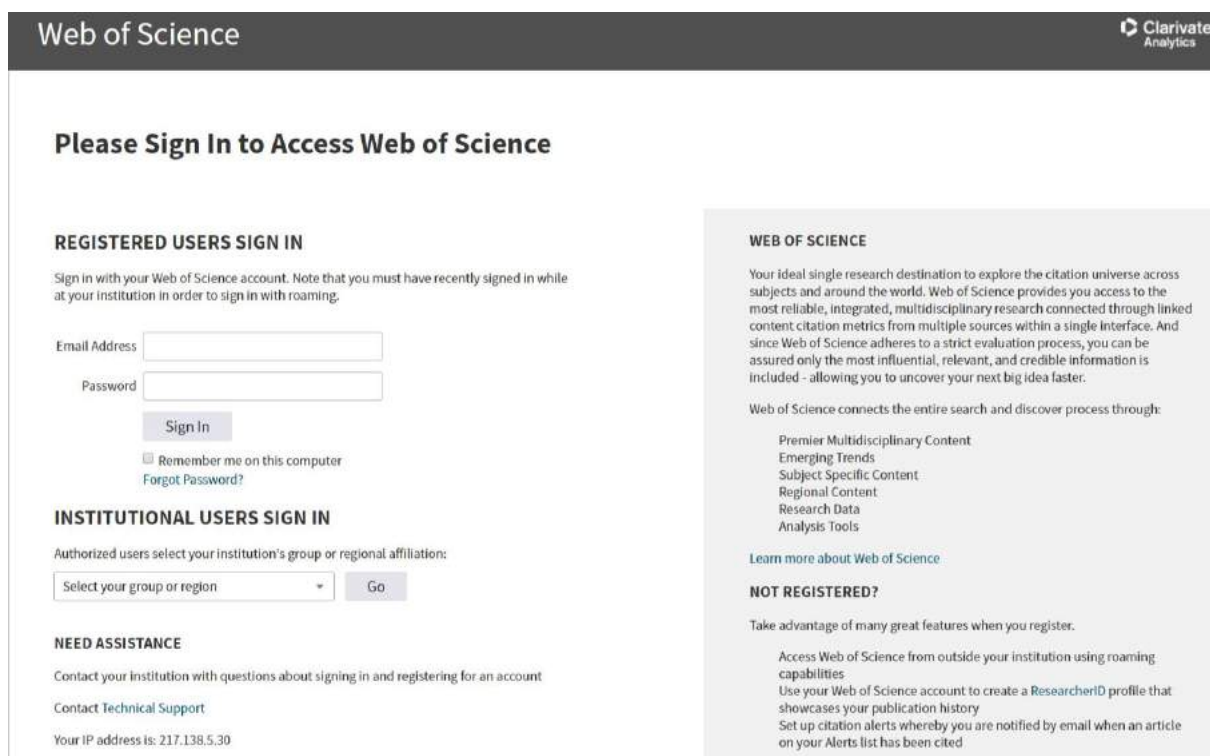 Web of Science
Clarivate
Analytics
Please Sign In to Access Web of Science
REGISTERED USERS SIGN IN
Sign in with your Web of Science account. Note that you must have recently signed in while
at your institution in order to sign in with roaming.
Email Address
Password
Sign In
Remember me on this computer
Forgot Password?
INSTITUTIONAL USERS SIGN IN
Authorized users select your institution's group or regional affiliation:
Select your group or region
Go
NEED ASSISTANCE
Contact your institution with questions about signing in and registering for an account
Contact Technical Support
Your IP address is: 217.138.5.30
WEB OF SCIENCE
Your ideal single research destination to explore the citation universe across
subjects and around the world. Web of Science provides you access to the
most reliable, integrated, multidisciplinary research connected through linked
content citation metrics from multiple sources within a single interface. And
since Web of Science adheres to a strict evaluation process, you can be
assured only the most influential, relevant, and credible information is
included - allowing you to uncover your next big idea faster.
Web of Science connects the entire search and discover process through:
Premier Multidisciplinary Content
Emerging Trends
Subject Specific Content
Regional Content
Research Data
Analysis Tools
Learn more about Web of Science
NOT REGISTERED?
Take advantage of many great features when you register.
Access Web of Science from outside your institution using roaming
capabilities
Use your Web of Science account to create a ResearcherID profile that
showcases your publication history
Set up citation alerts whereby you are notified by email when an article
on your Alerts list has been cited